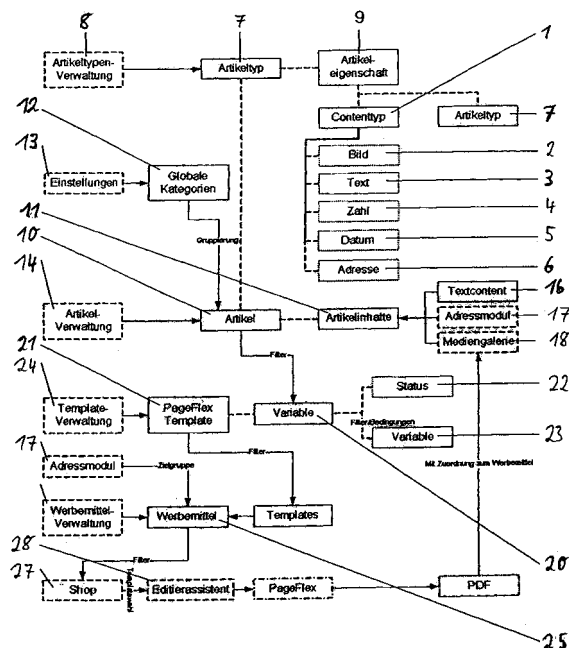 8
7
9
1
Artikeltypen-
Verwaltung
Artikeltyp
Artikel-
eigenschaft
12
Contenttyp
Artikeltyp
7
13
Bild
2
Einstellungen
Globale
Kategorien
Text
3
11
Zahl
4
10
Gruppierung
Datum
5
14
Adresse
6
Textcontent
16
Artikel-
Verwaltung
Artikel
Artikelinhalte
Adressmodul
17
21
Mediengalerie
18
24
Filter
Status
22
Template-
Verwaltung
PageFlex
Template
Variable
Filter/Bedingungen
17
Variable
23
Adressmodul
Zielgruppe
Filter
Mit Zuordnung zum Werbemittel
Werbemittel-
Verwaltung
Werbemittel
Templates
28
Filter
20
27
Shop
Editierassistent
PageFlex
PDF
25